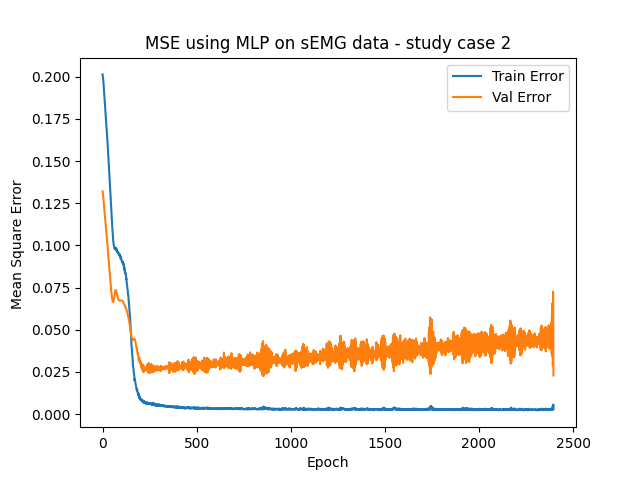 MSE using MLP on sEMG data - study case 2
Train Error
Val Error
Mean Square Error
0.200
0.175
0.150
0.125
0.100
0.075
0.050
0.025
0.000
0 500 1000 1500 2000 2500
Epoch